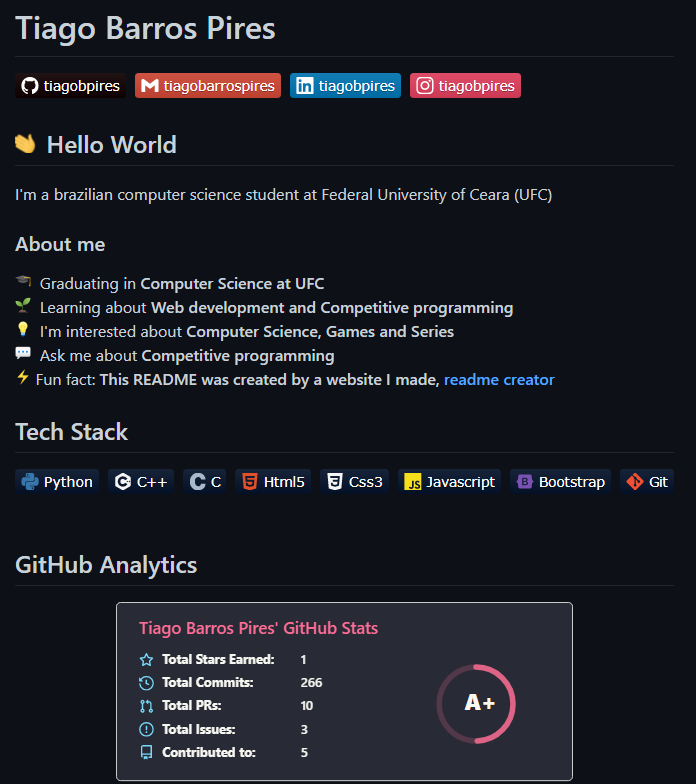 Tiago Barros Pires
tiagobpires tiagobarrospires tiagobpires tiagobpires
👋 Hello World
I'm a brazilian computer science student at Federal University of Ceara (UFC)
About me
🎓 Graduating in Computer Science at UFC
🌱 Learning about Web development and Competitive programming
💡 I'm interested about Computer Science, Games and Series
💬 Ask me about Competitive programming
⚡ Fun fact: This README was created by a website I made, readme creator
Tech Stack
Python C++ C Html5 Css3 JS Javascript B Bootstrap Git
GitHub Analytics
Tiago Barros Pires' GitHub Stats
Total Stars Earned: 1
Total Commits: 266
Total PRs: 10
Total Issues: 3
Contributed to: 5
A+